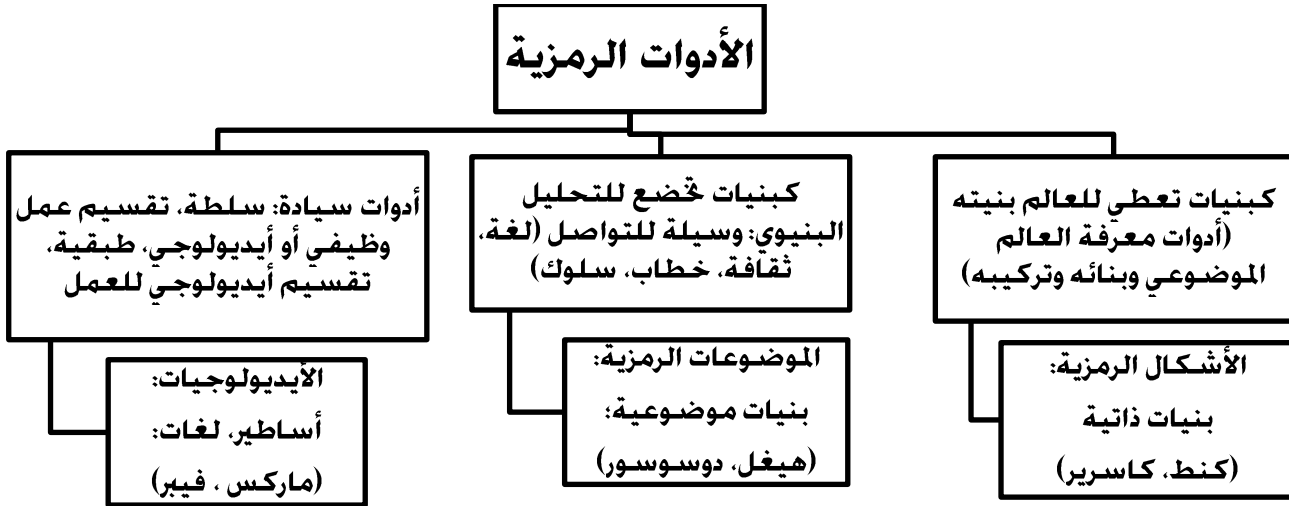 الأدوات الرمزية
كبنيات تعطي للعالم بنيته
(أدوات معرفة العالم
الموضوعي وبنائه وتركيبه)
كبنيات تخضع للتحليل
البنيوي: وسيلة للتواصل (لغة،
ثقافة، خطاب، سلوك)
أدوات سيادة: سلطة، تقسيم عمل
وظيفي أو أيديولوجي، طبقية،
تقسيم أيديولوجي للعمل
الأشكال الرمزية:
بنيات ذاتية
(كنط، كاسرير)
الموضوعات الرمزية:
بنيات موضوعية؛
(هيغل، دوسوسور)
الأيديولوجيات:
أساطير، لغات:
(ماركس ، فيبر)